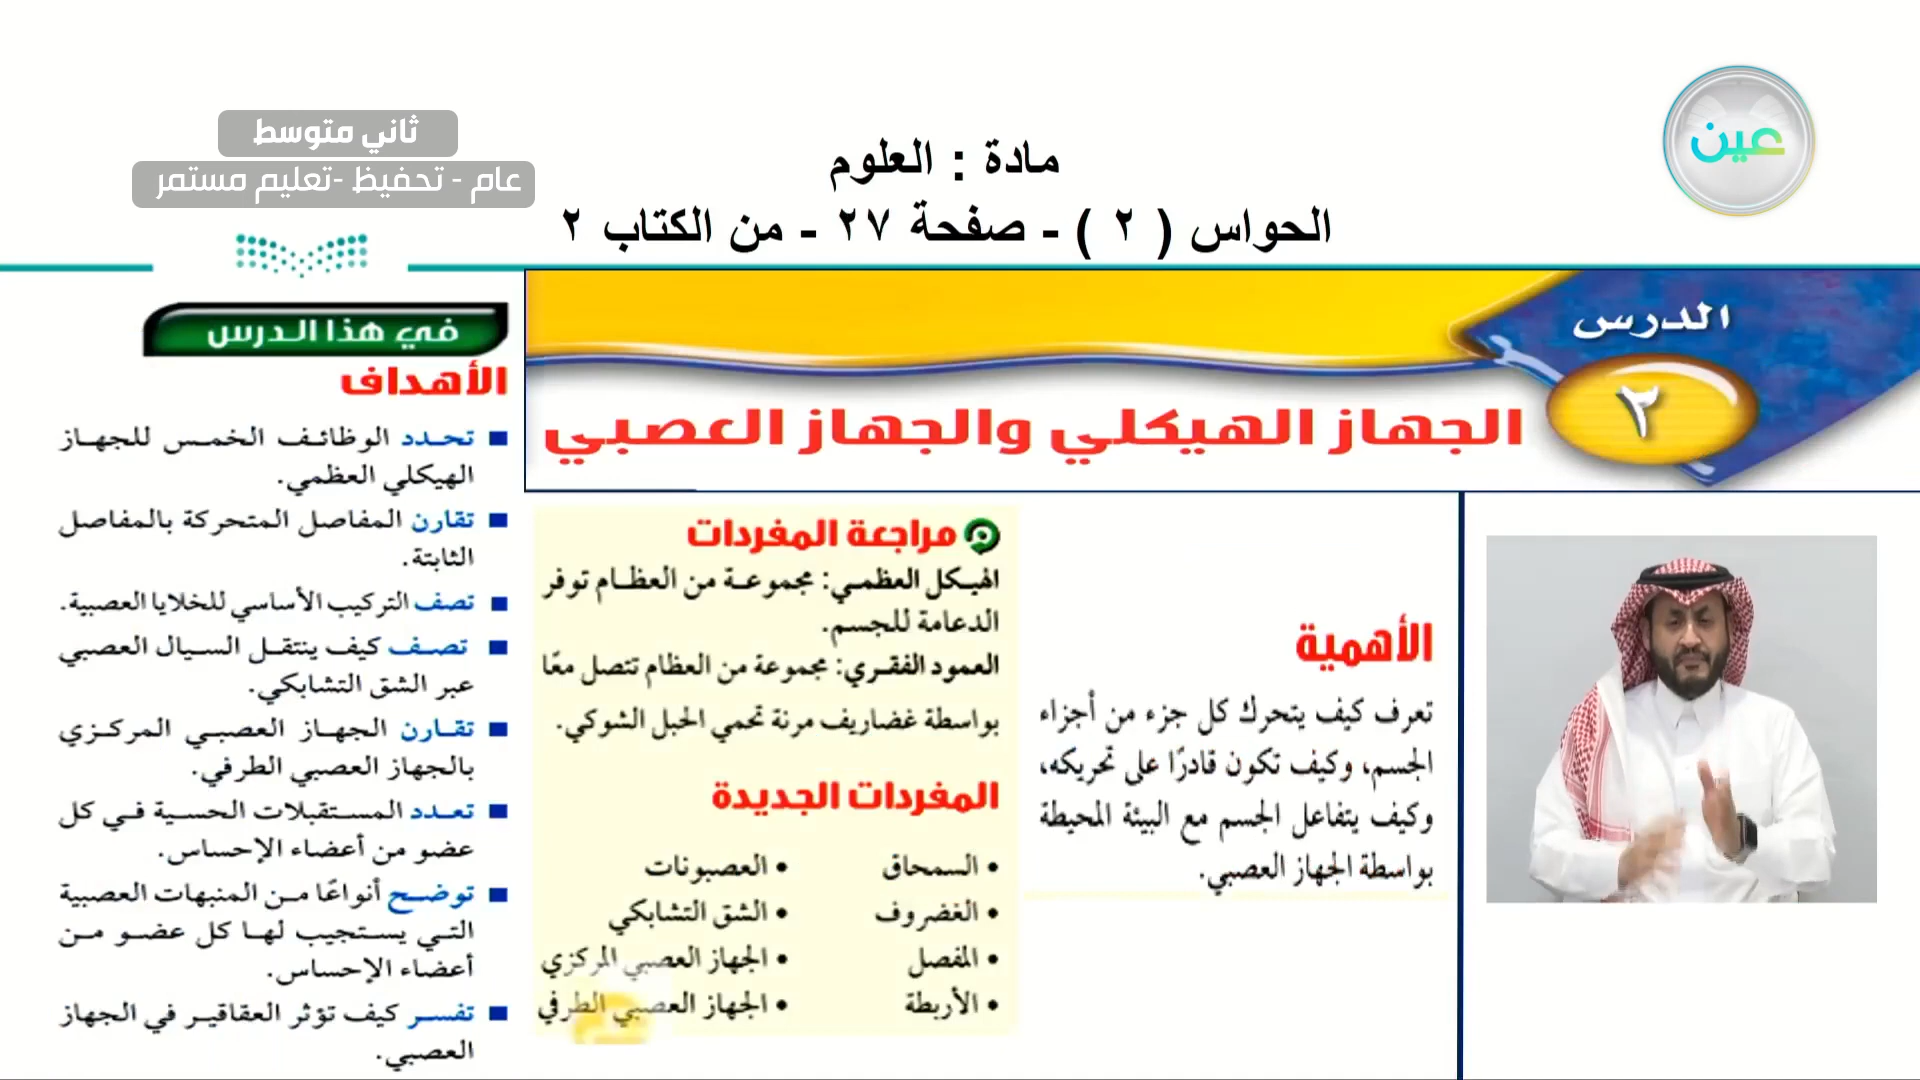 عين
ثاني متوسط
عام - تحفيظ -تعليم مستمر
مادة : العلوم
الحواس ( ٢ ) - صفحة ٢٧ - من الكتاب ٢
الدرس
٢
الجهاز الهيكلي والجهاز العصبي
الأهمية
تعرف كيف يتحرك كل جزء من أجزاء
الجسم، وكيف تكون قادرًا على تحريكه،
وكيف يتفاعل الجسم مع البيئة المحيطة
بواسطة الجهاز العصبي.
مراجعة المفردات
الهيكل العظمي: مجموعة من العظام توفر
الدعامة للجسم.
العمود الفقري: مجموعة من العظام تتصل معًا
بواسطة غضاريف مرنة تحمي الحبل الشوكي.
المفردات الجديدة
• السمحاق
• الغضروف
• المفصل
• الأربطة
• العصبونات
• الشق التشابكي
• الجهاز العصبي المركزي
• الجهاز العصبي الطرفي
في هذا الدرس
الأهداف
تحدد الوظائف الخمس للجهاز
الهيكلي العظمي.
تقارن المفاصل المتحركة بالمفاصل
الثابتة.
تصف التركيب الأساسي للخلايا العصبية.
تصف كيف ينتقل السيال العصبي
عبر الشق التشابكي.
تقارن الجهاز العصبي المركزي
بالجهاز العصبي الطرفي.
تعدد المستقبلات الحسية في كل
عضو من أعضاء الإحساس.
توضح أنواعًا من المنبهات العصبية
التي يستجيب لها كل عضو من
أعضاء الإحساس.
تفسر كيف تؤثر العقاقير في الجهاز
العصبي.